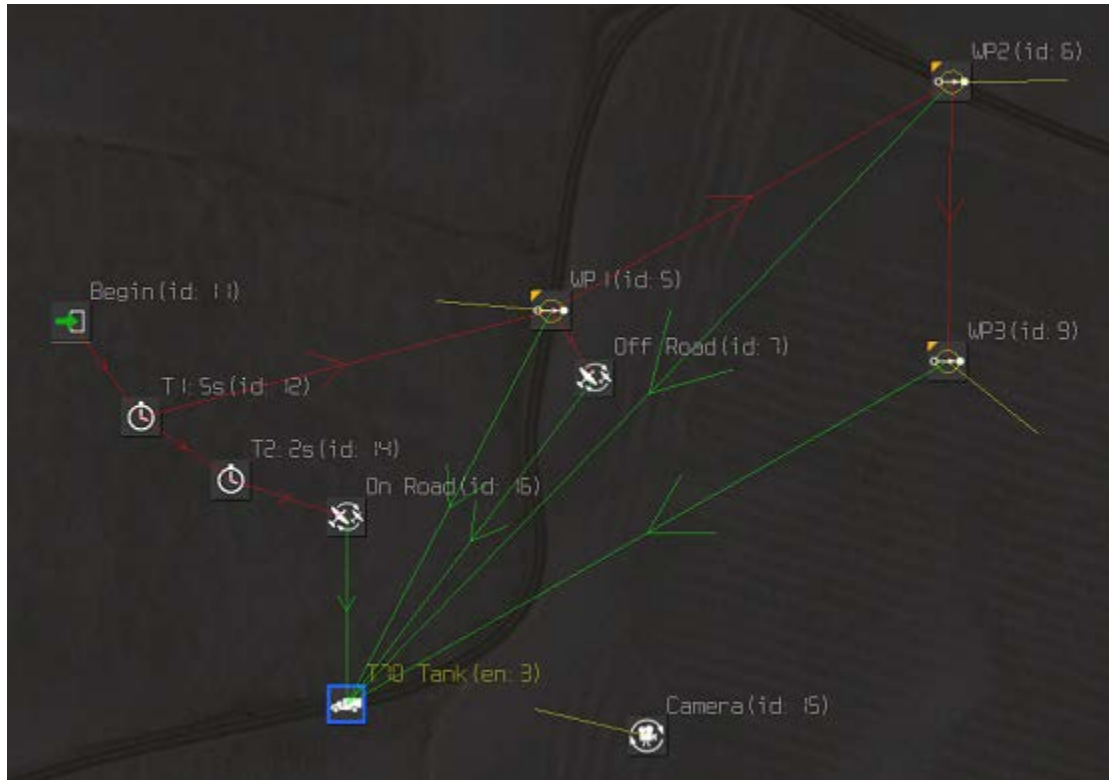 WP2(id: 6)
Begin(id: 11)
WP1(id: 5)
Off Road(id: 7)
WP3(id: 9)
T1: 5s(id: 12)
T2: 2s(id: 14)
On Road(id: 16)
T70 Tank(en: 3)
Camera(id: 15)